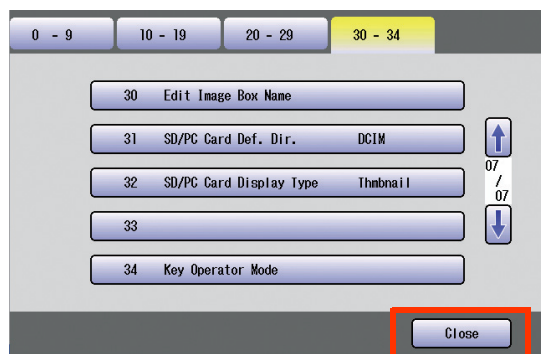 0 - 9 10 - 19 20 - 29 30 - 34
30 Edit Image Box Name
31 SD/PC Card Def. Dir. DCIM
32 SD/PC Card Display Type Thmbnail
33
34 Key Operator Mode
07
/
07
Close